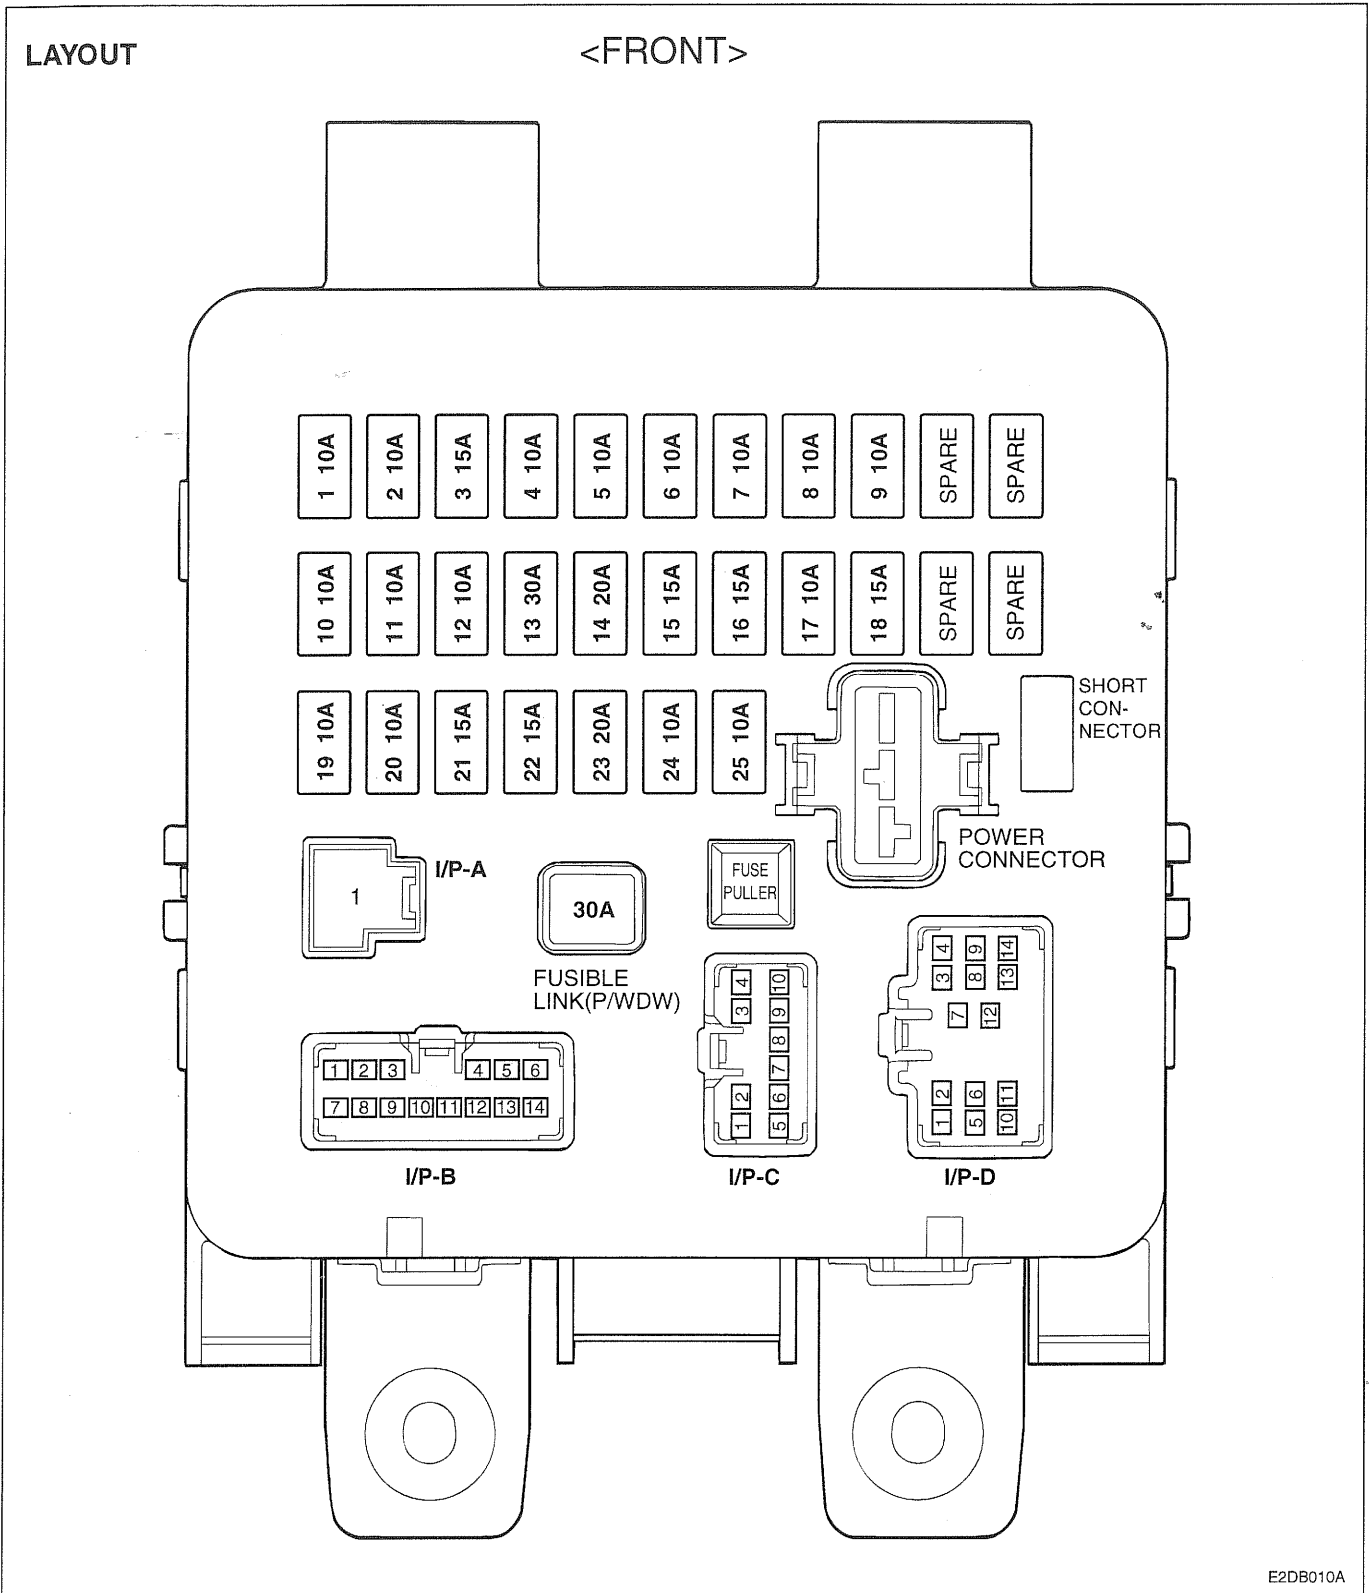 LAYOUT
<FRONT>
1 10A
2 10A
3 15A
4 10A
5 10A
6 10A
7 10A
8 10A
9 10A
SPARE
SPARE
10 10A
11 10A
12 10A
13 30A
14 20A
15 15A
16 15A
17 10A
18 15A
SPARE
SPARE
19 10A
20 10A
21 15A
22 15A
23 20A
24 10A
25 10A
SHORT
CON-
NECTOR
POWER
CONNECTOR
1
I/P-A
30A
FUSIBLE
LINK(P/WDW)
FUSE
PULLER
1 2 3 4 5 6
7 8 9 10 11 12 13 14
I/P-B
4 10
3 9
8
7
2 6
1 5
I/P-C
4 9 14
3 8 13
7 12
2 6 11
1 5 10
I/P-D
E2DB010A